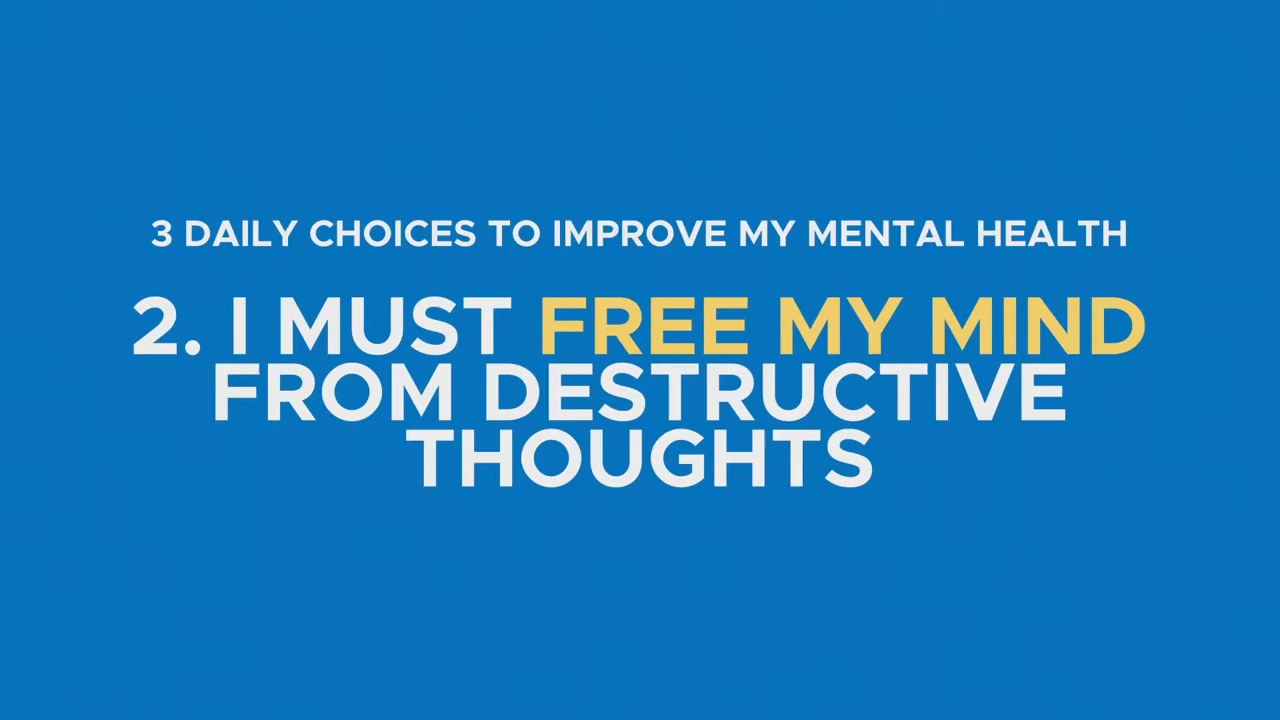 3 DAILY CHOICES TO IMPROVE MY MENTAL HEALTH
2. I MUST FREE MY MIND
FROM DESTRUCTIVE
THOUGHTS